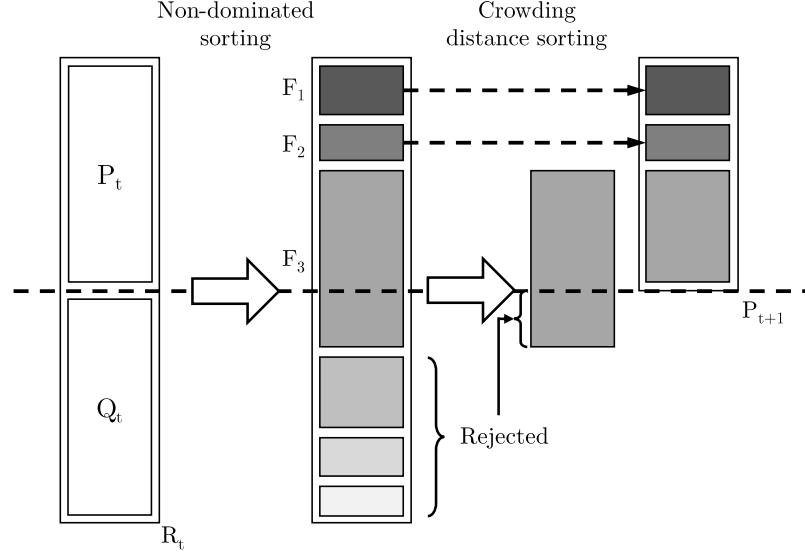 Non-dominated
sorting
Crowding
distance sorting
F₁
F₂
Pₜ
F₃
Pₜ₊₁
Qₜ
Rejected
Rₜ